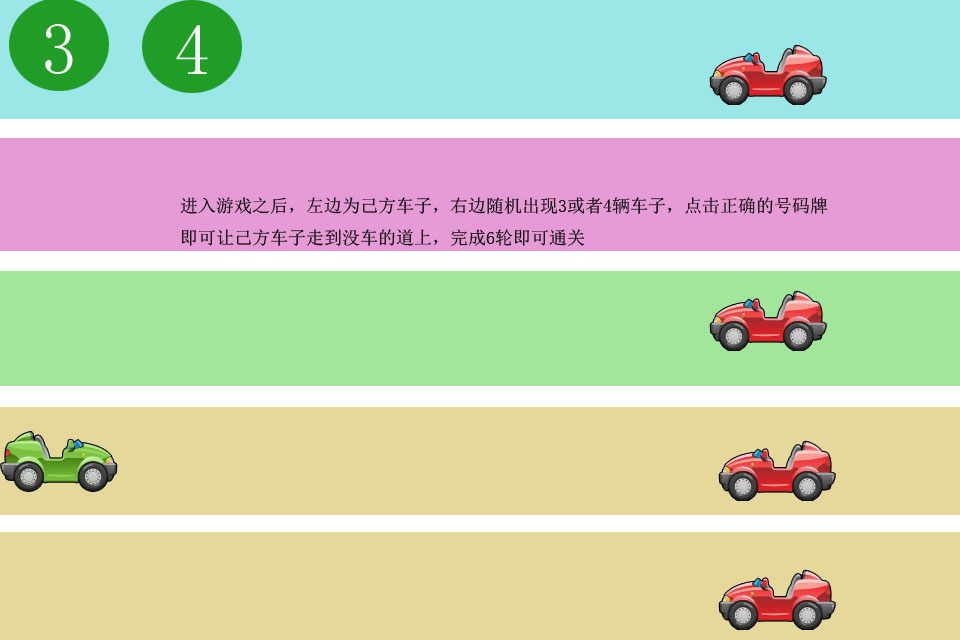 3 4
进入游戏之后，左边为己方车子，右边随机出现3或者4辆车子，点击正确的号码牌
即可让己方车子走到没车的道上，完成6轮即可通关